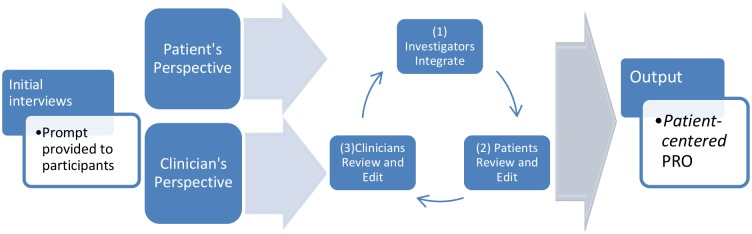 Initial
interviews
•Prompt
provided to
participants
Patient's
Perspective
Clinician's
Perspective
(1)
Investigators
Integrate
(2) Patients
Review and
Edit
(3)Clinicians
Review and
Edit
Output
•Patient-
centered
PRO